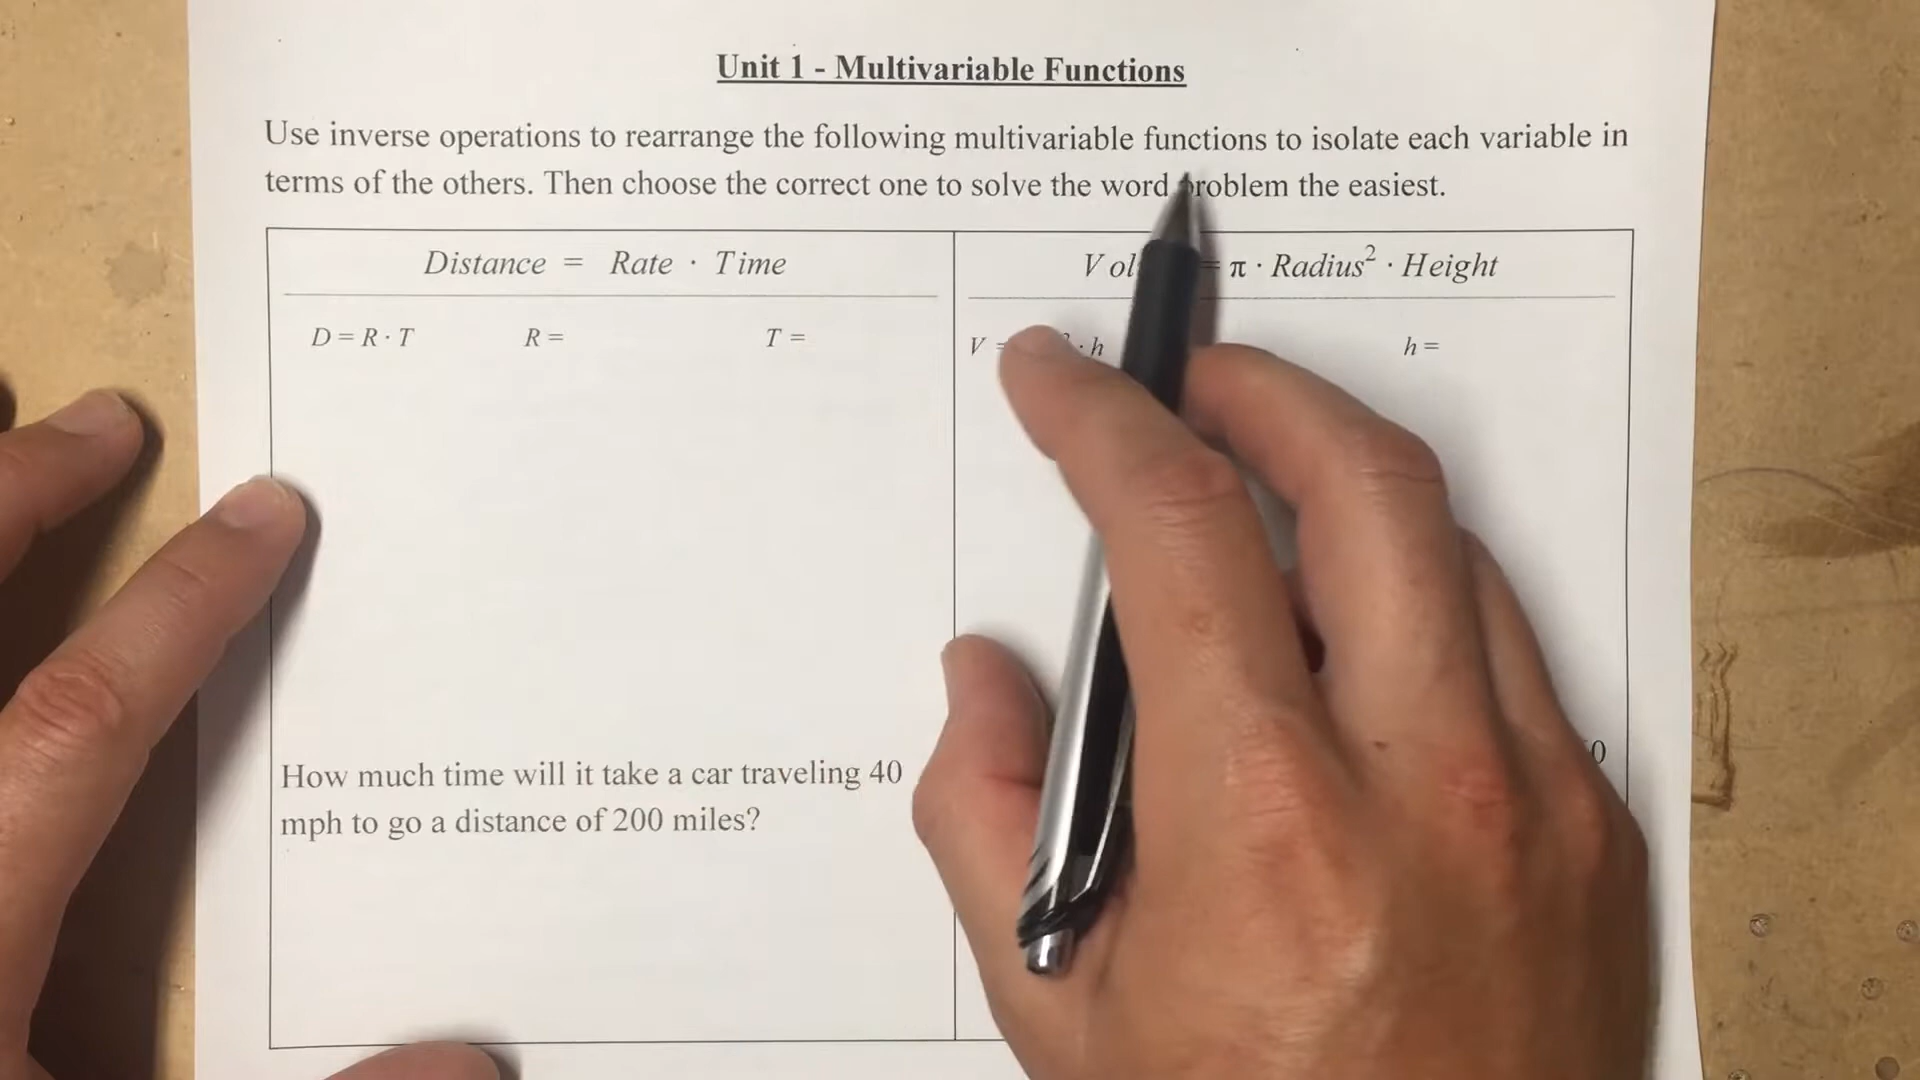 Unit 1 - Multivariable Functions
Use inverse operations to rearrange the following multivariable functions to isolate each variable in
terms of the others. Then choose the correct one to solve the word problem the easiest.
Distance = Rate · Time
D = R · T R = T =
How much time will it take a car traveling 40
mph to go a distance of 200 miles?
= π · Radius² · Height
V = · h h =